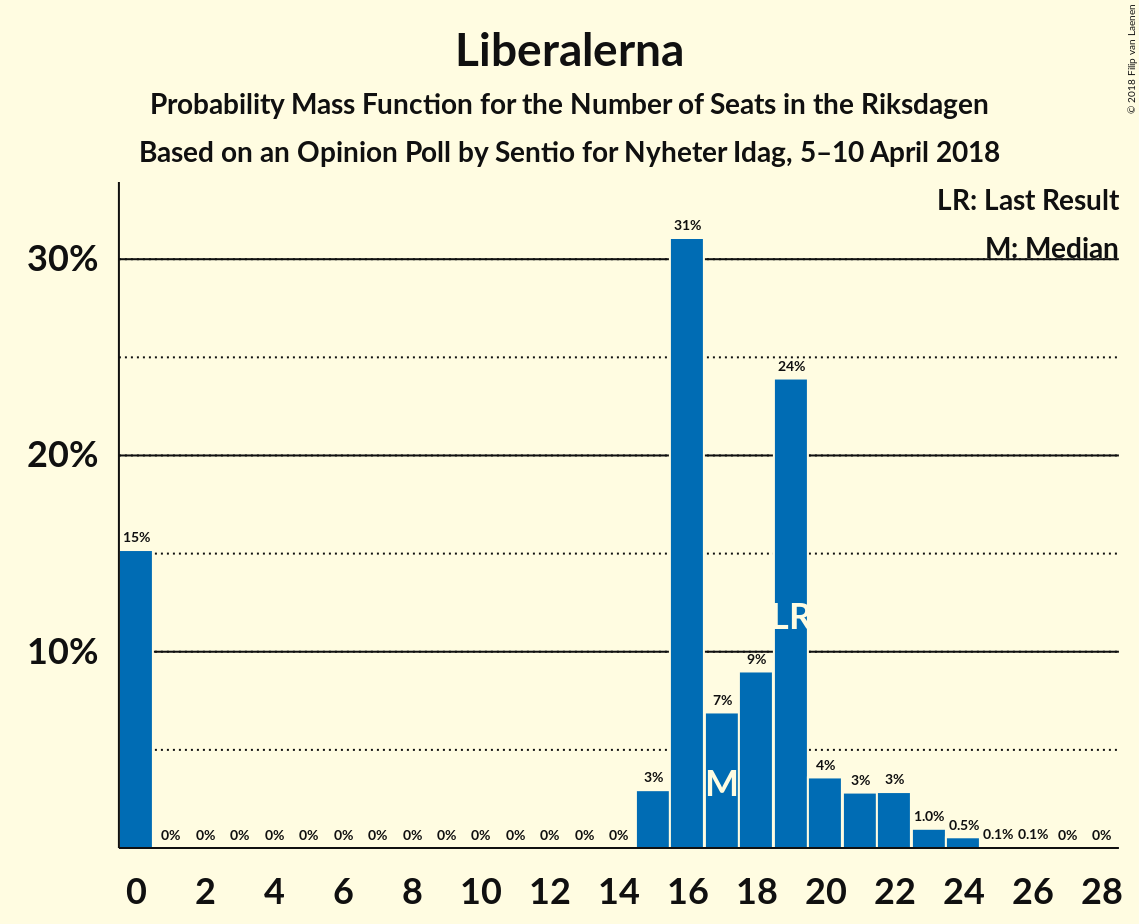 © 2018 Filip van Laenen
Liberalerna
Probability Mass Function for the Number of Seats in the Riksdagen
Based on an Opinion Poll by Sentio for Nyheter Idag, 5–10 April 2018
LR: Last Result
M: Median
30%
20%
10%
15% 0% 0% 0% 0% 0% 0% 0% 0% 0% 0% 0% 0% 0% 0% 3% 31% 7% 9% 24% 4% 3% 3% 1.0% 0.5% 0.1% 0.1% 0% 0%
LR
M
0 2 4 6 8 10 12 14 16 18 20 22 24 26 28